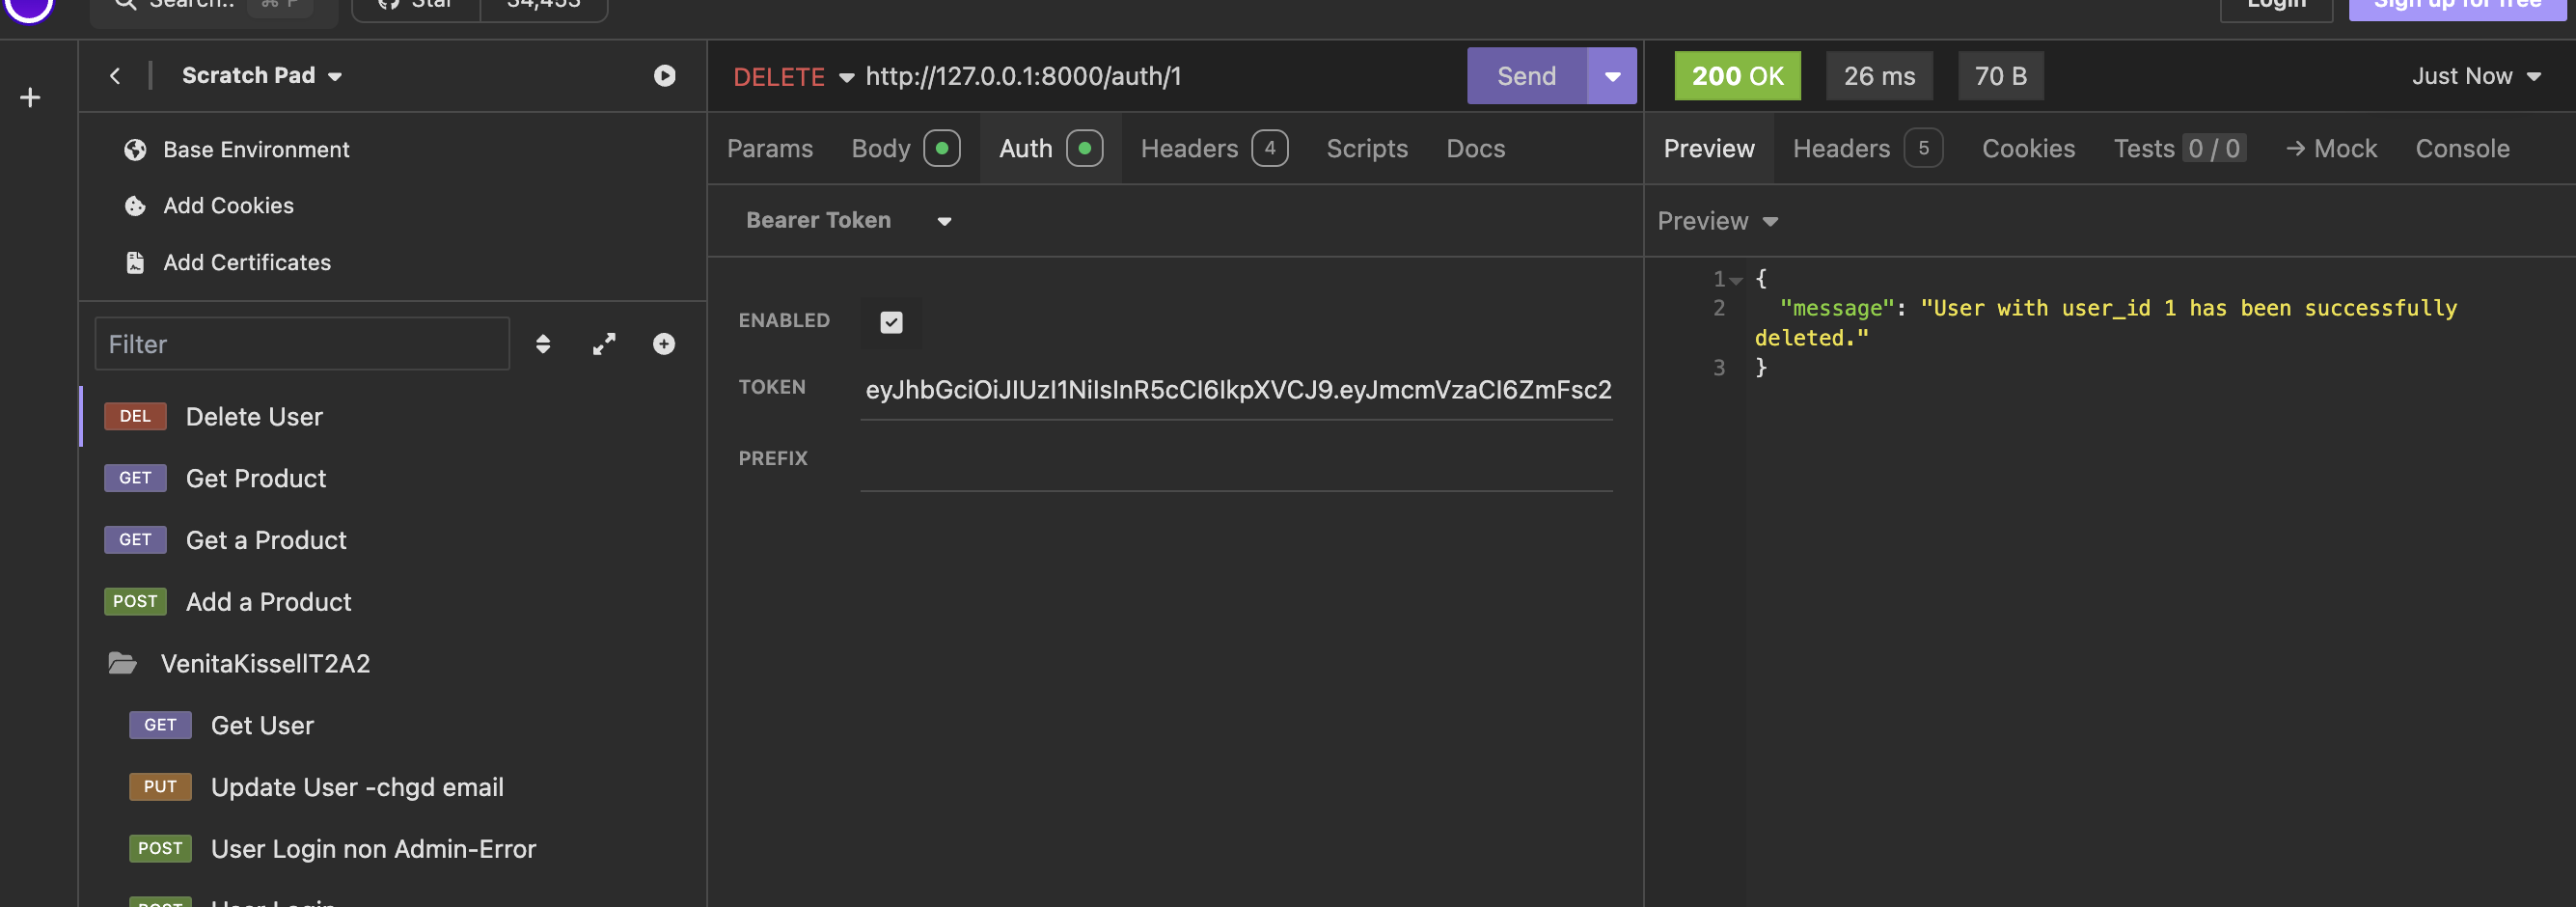 Search.. ⌘ P
Star
34,453
Login
Sign up for free
Scratch Pad
DELETE http://127.0.0.1:8000/auth/1
Send
200 OK
26 ms
70 B
Just Now
Base Environment
Add Cookies
Add Certificates
Params
Body
Auth
Headers 4
Scripts
Docs
Preview
Headers 5
Cookies
Tests 0 / 0
→ Mock
Console
Bearer Token
Preview
ENABLED
TOKEN eyJhbGciOiJIUzI1NiIsInR5cCI6IkpXVCJ9.eyJmcmVzaCI6ZmFsc2
PREFIX
1 {
2 "message": "User with user_id 1 has been successfully
deleted."
3 }
Filter
DEL Delete User
GET Get Product
GET Get a Product
POST Add a Product
VenitaKissellT2A2
GET Get User
PUT Update User -chgd email
POST User Login non Admin-Error
POST User Login